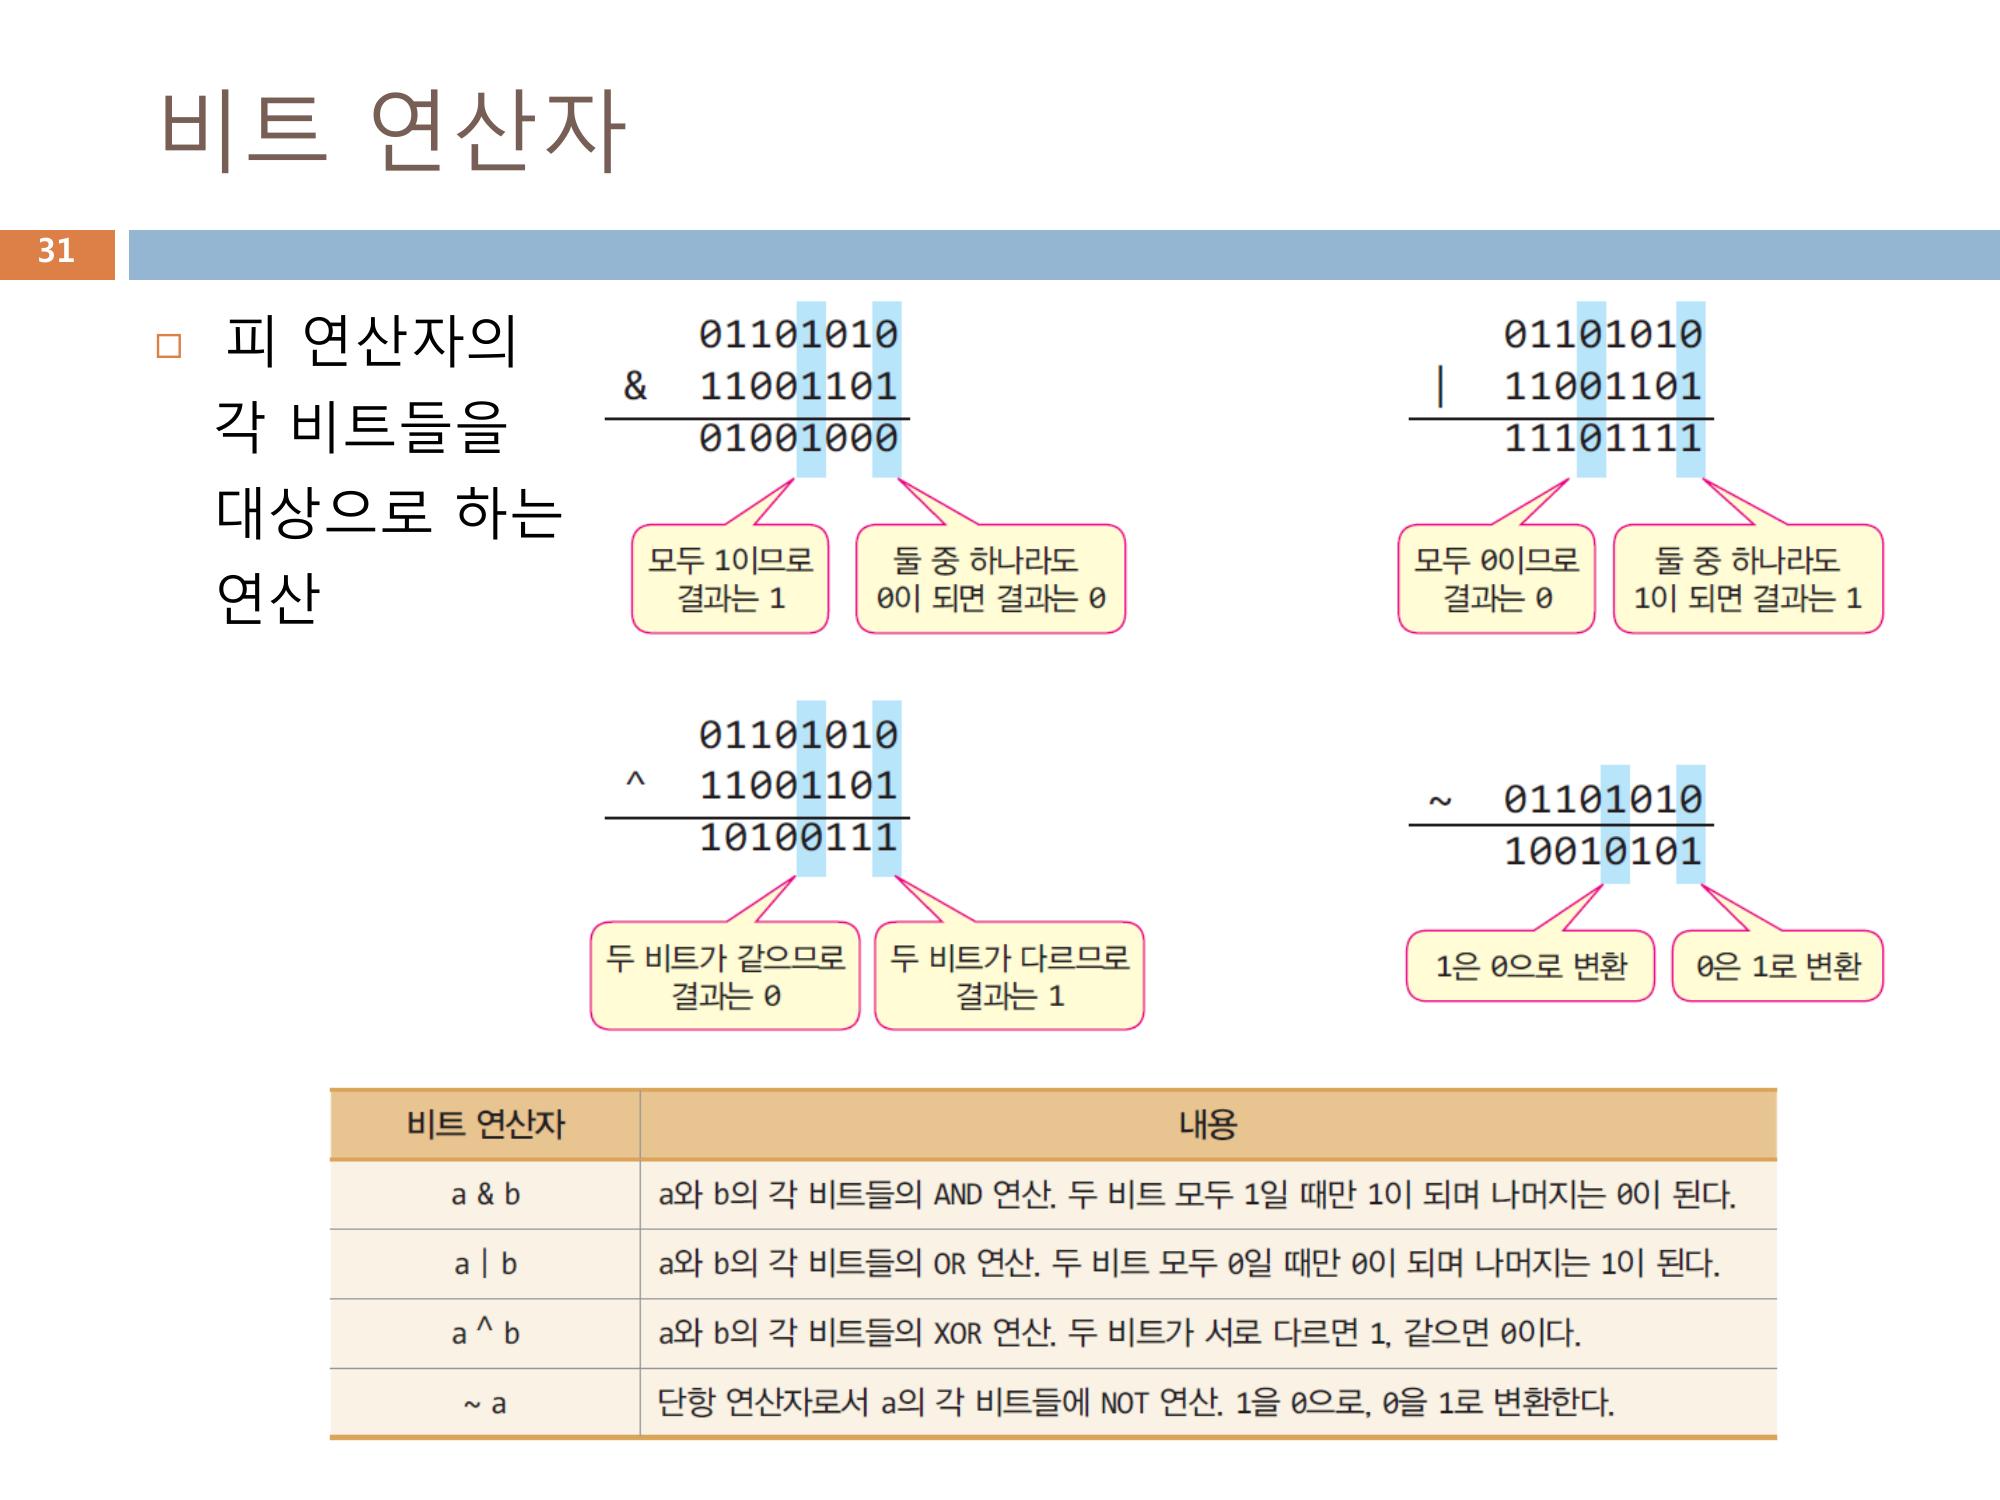 비트 연산자
31
□ 피 연산자의
각 비트들을
대상으로 하는
연산
01101010
& 11001101
01001000
모두 1이므로
결과는 1
둘 중 하나라도
0이 되면 결과는 0
01101010
| 11001101
11101111
모두 0이므로
결과는 0
둘 중 하나라도
1이 되면 결과는 1
01101010
^ 11001101
10100111
두 비트가 같으므로
결과는 0
두 비트가 다르므로
결과는 1
~ 01101010
10010101
1은 0으로 변환
0은 1로 변환
비트 연산자 내용
a & b a와 b의 각 비트들의 AND 연산. 두 비트 모두 1일 때만 1이 되며 나머지는 0이 된다.
a | b a와 b의 각 비트들의 OR 연산. 두 비트 모두 0일 때만 0이 되며 나머지는 1이 된다.
a ^ b a와 b의 각 비트들의 XOR 연산. 두 비트가 서로 다르면 1, 같으면 0이다.
~ a 단항 연산자로서 a의 각 비트들에 NOT 연산. 1을 0으로, 0을 1로 변환한다.